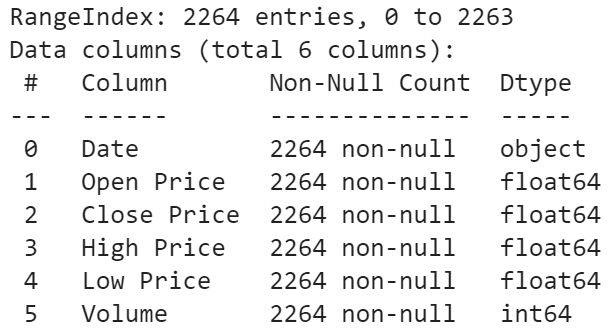 RangeIndex: 2264 entries, 0 to 2263
Data columns (total 6 columns):
 #   Column       Non-Null Count  Dtype
---  ------       --------------  -----
 0   Date         2264 non-null   object
 1   Open Price   2264 non-null   float64
 2   Close Price  2264 non-null   float64
 3   High Price   2264 non-null   float64
 4   Low Price    2264 non-null   float64
 5   Volume       2264 non-null   int64